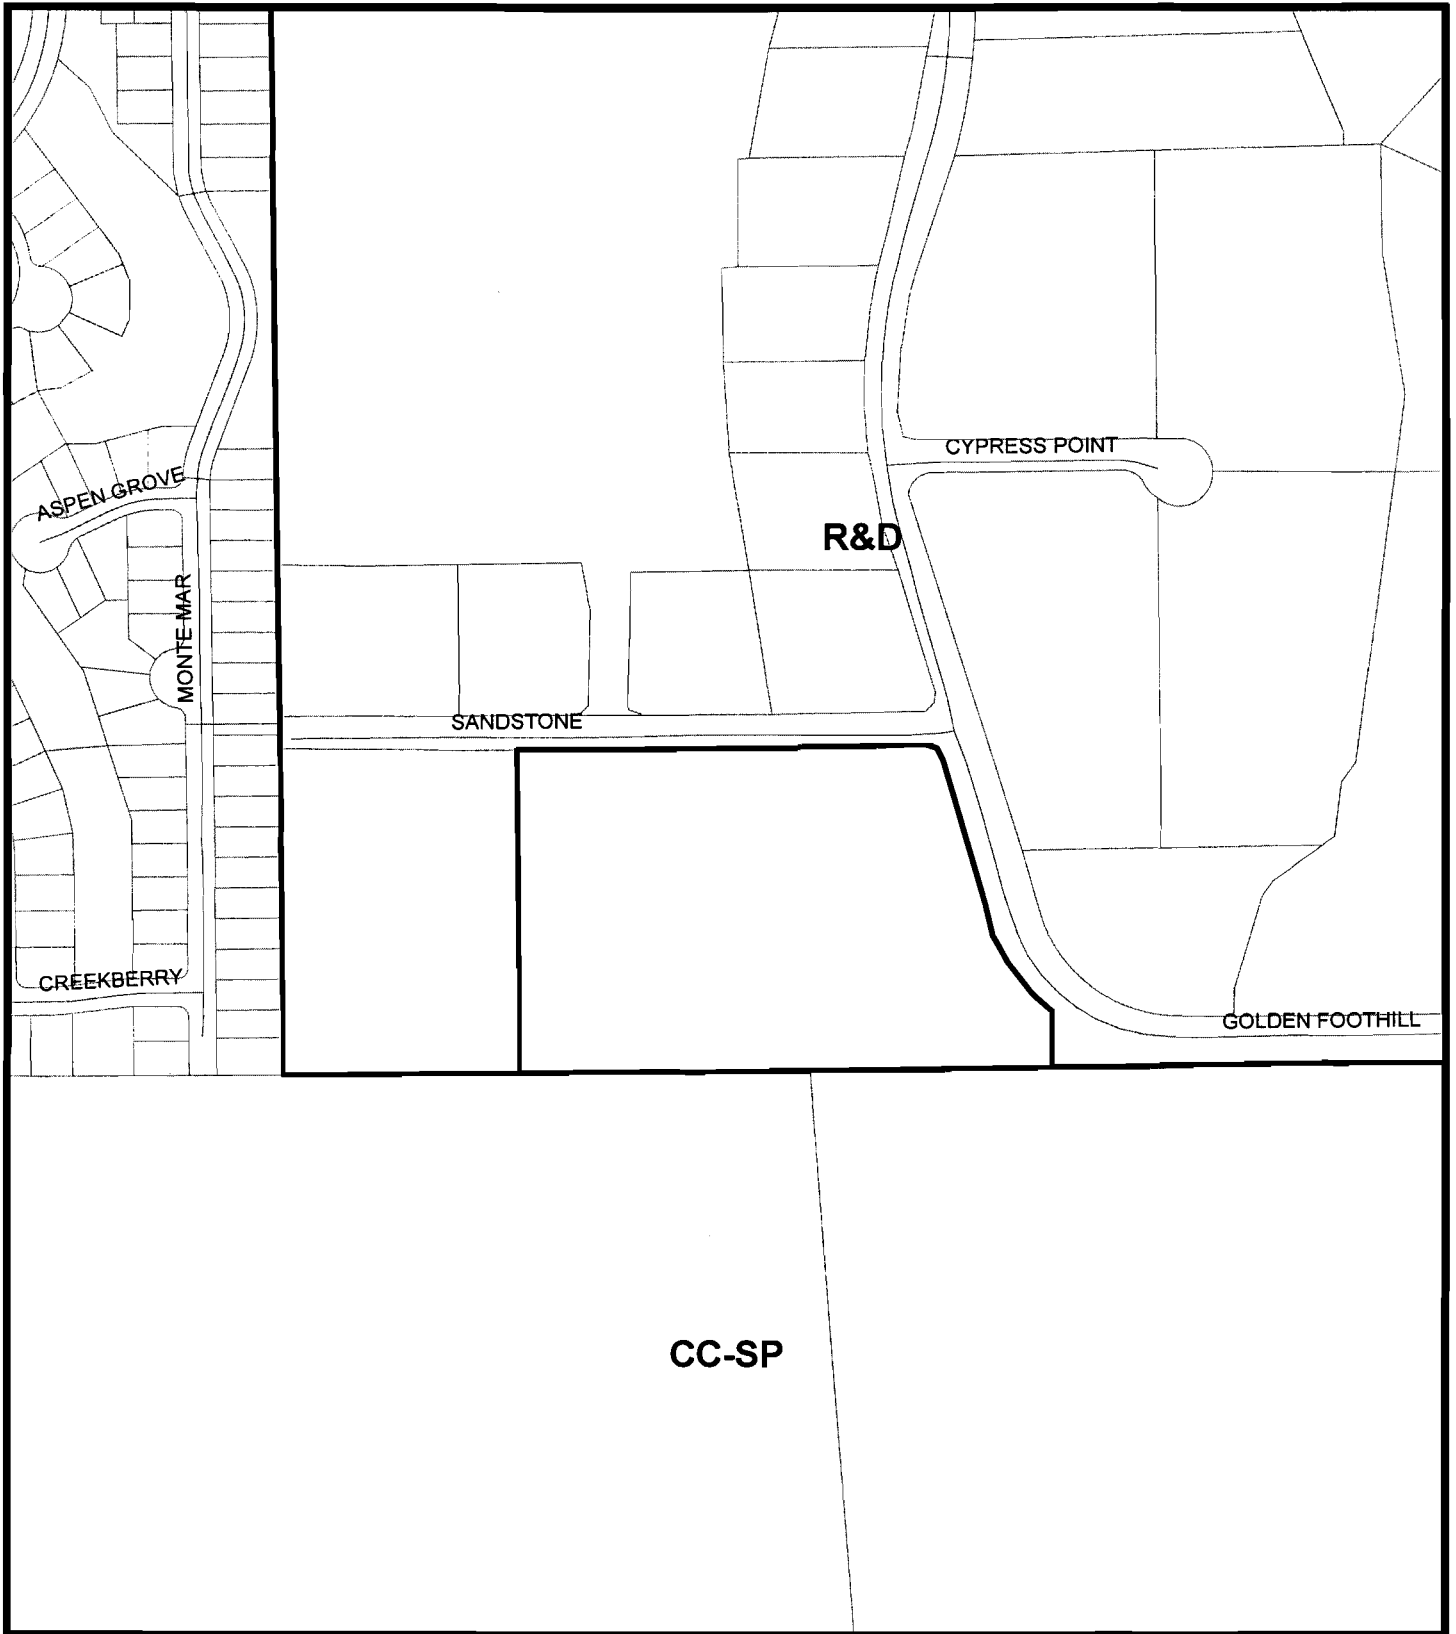 CYPRESS POINT
ASPEN GROVE
R&D
MONTE MAR
SANDSTONE
CREEKBERRY
GOLDEN FOOTHILL
CC-SP